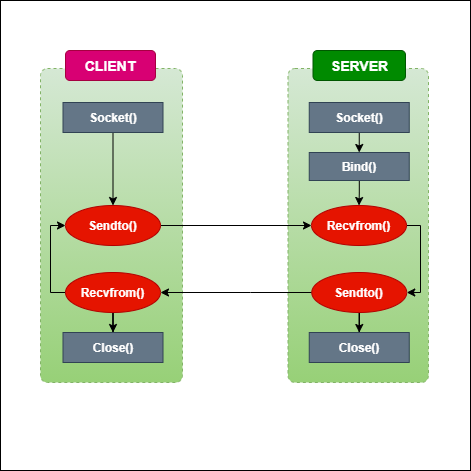 CLIENT
SERVER
Socket()
Socket()
Bind()
Sendto()
Recvfrom()
Recvfrom()
Sendto()
Close()
Close()